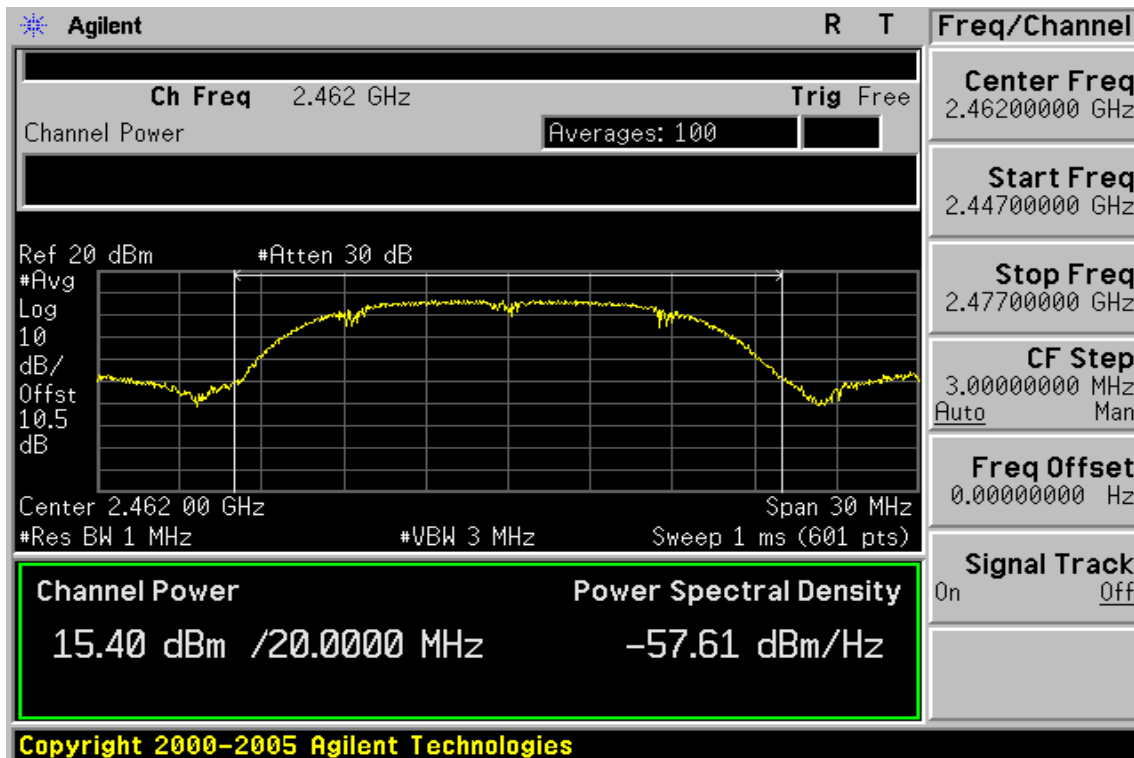 Agilent R T
Freq/Channel
Ch Freq 2.462 GHz Trig Free
Channel Power Averages: 100
Ref 20 dBm #Atten 30 dB
#Avg
Log
10
dB/
Offst
10.5
dB
Center 2.462 00 GHz Span 30 MHz
#Res BW 1 MHz #VBW 3 MHz Sweep 1 ms (601 pts)
Channel Power Power Spectral Density
15.40 dBm /20.0000 MHz -57.61 dBm/Hz
Copyright 2000-2005 Agilent Technologies
Center Freq
2.46200000 GHz
Start Freq
2.44700000 GHz
Stop Freq
2.47700000 GHz
CF Step
3.00000000 MHz
Auto Man
Freq Offset
0.00000000 Hz
Signal Track
On Off